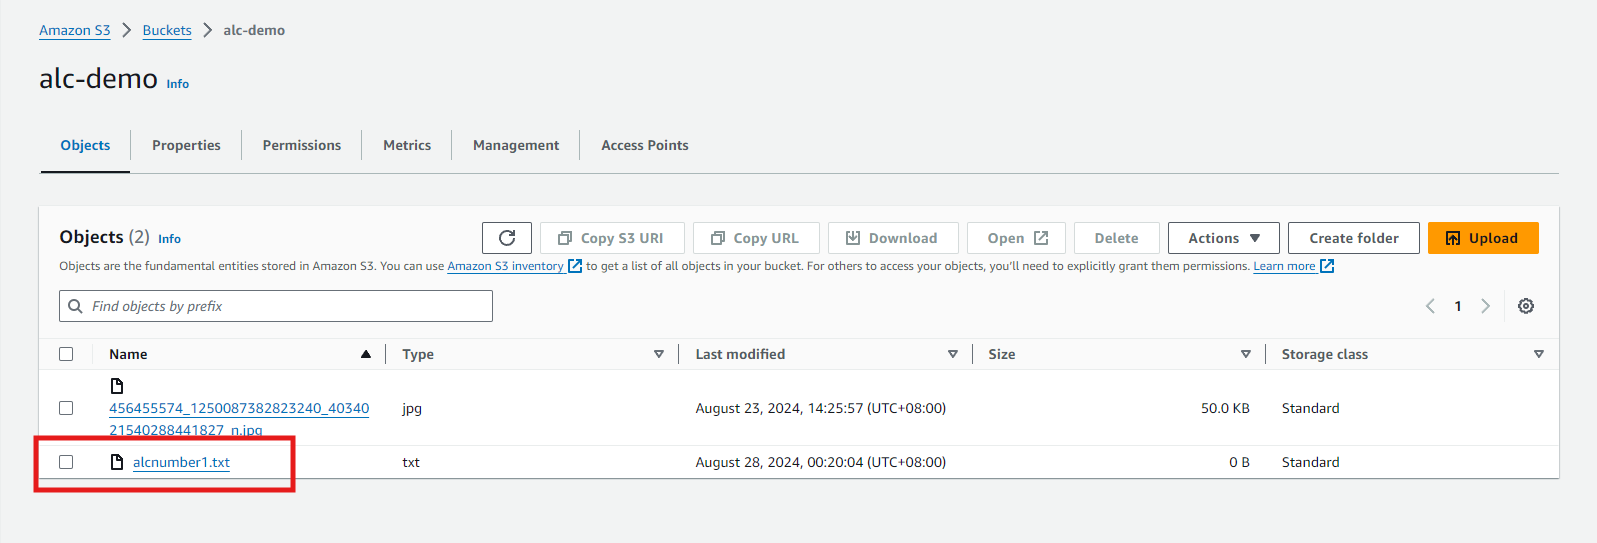 Amazon S3 > Buckets > alc-demo
alc-demo Info
Objects Properties Permissions Metrics Management Access Points
Objects (2) Info Copy S3 URI Copy URL Download Open Delete Actions Create folder Upload
Objects are the fundamental entities stored in Amazon S3. You can use Amazon S3 inventory to get a list of all objects in your bucket. For others to access your objects, you'll need to explicitly grant them permissions. Learn more
Find objects by prefix 1
Name Type Last modified Size Storage class
456455574_1250087382823240_40340
21540288441827_n.jpg jpg August 23, 2024, 14:25:57 (UTC+08:00) 50.0 KB Standard
alcnumber1.txt txt August 28, 2024, 00:20:04 (UTC+08:00) 0 B Standard